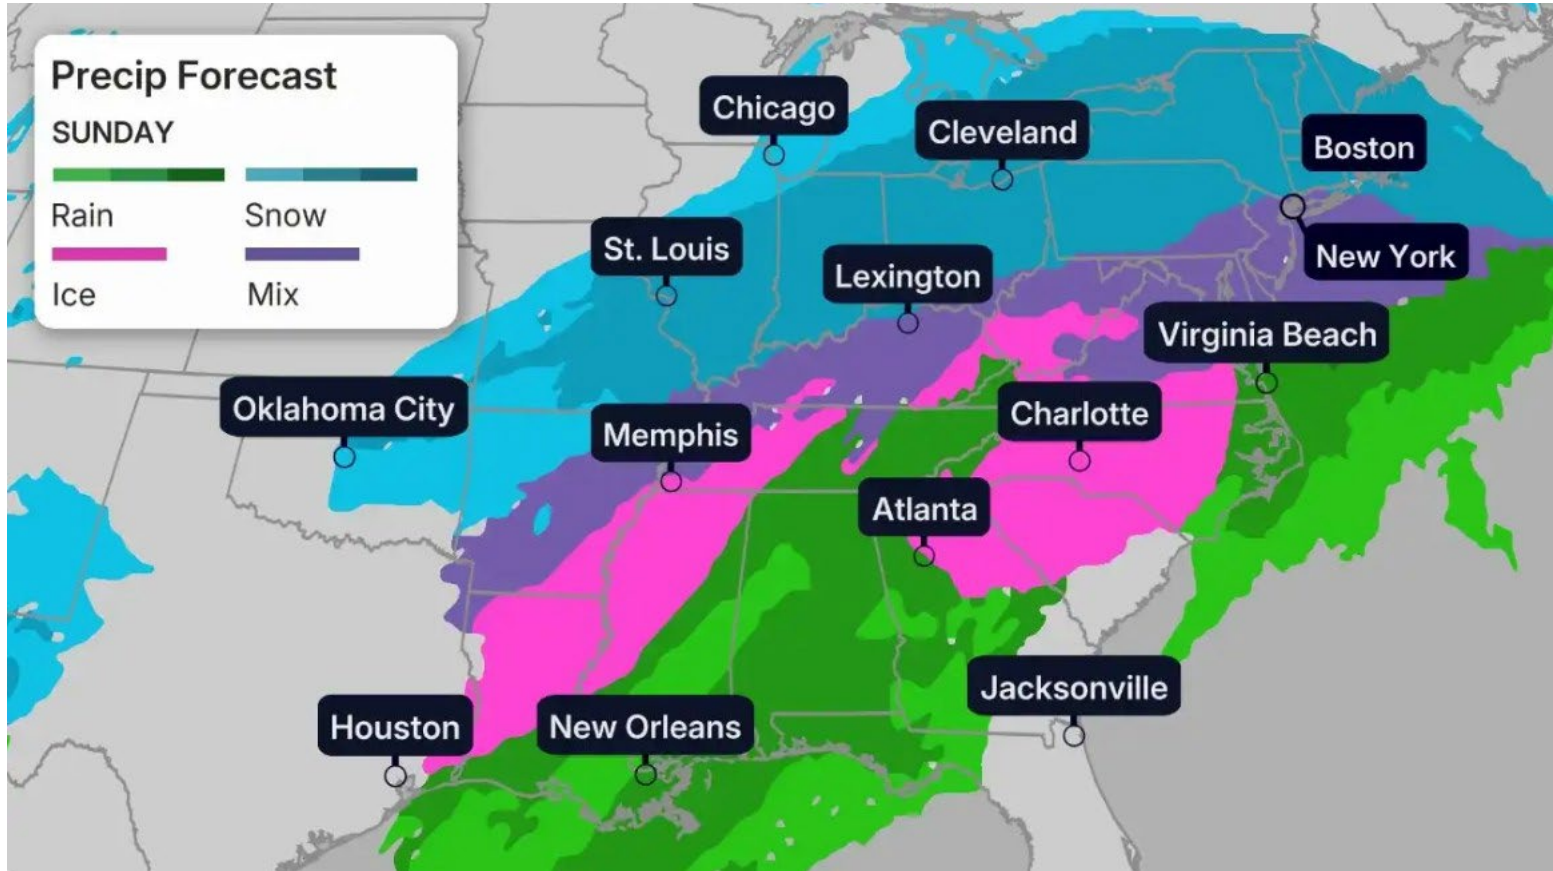 Precip Forecast
SUNDAY
Rain
Snow
Ice
Mix
Chicago
Cleveland
Boston
St. Louis
Lexington
New York
Virginia Beach
Oklahoma City
Memphis
Charlotte
Atlanta
Jacksonville
Houston
New Orleans